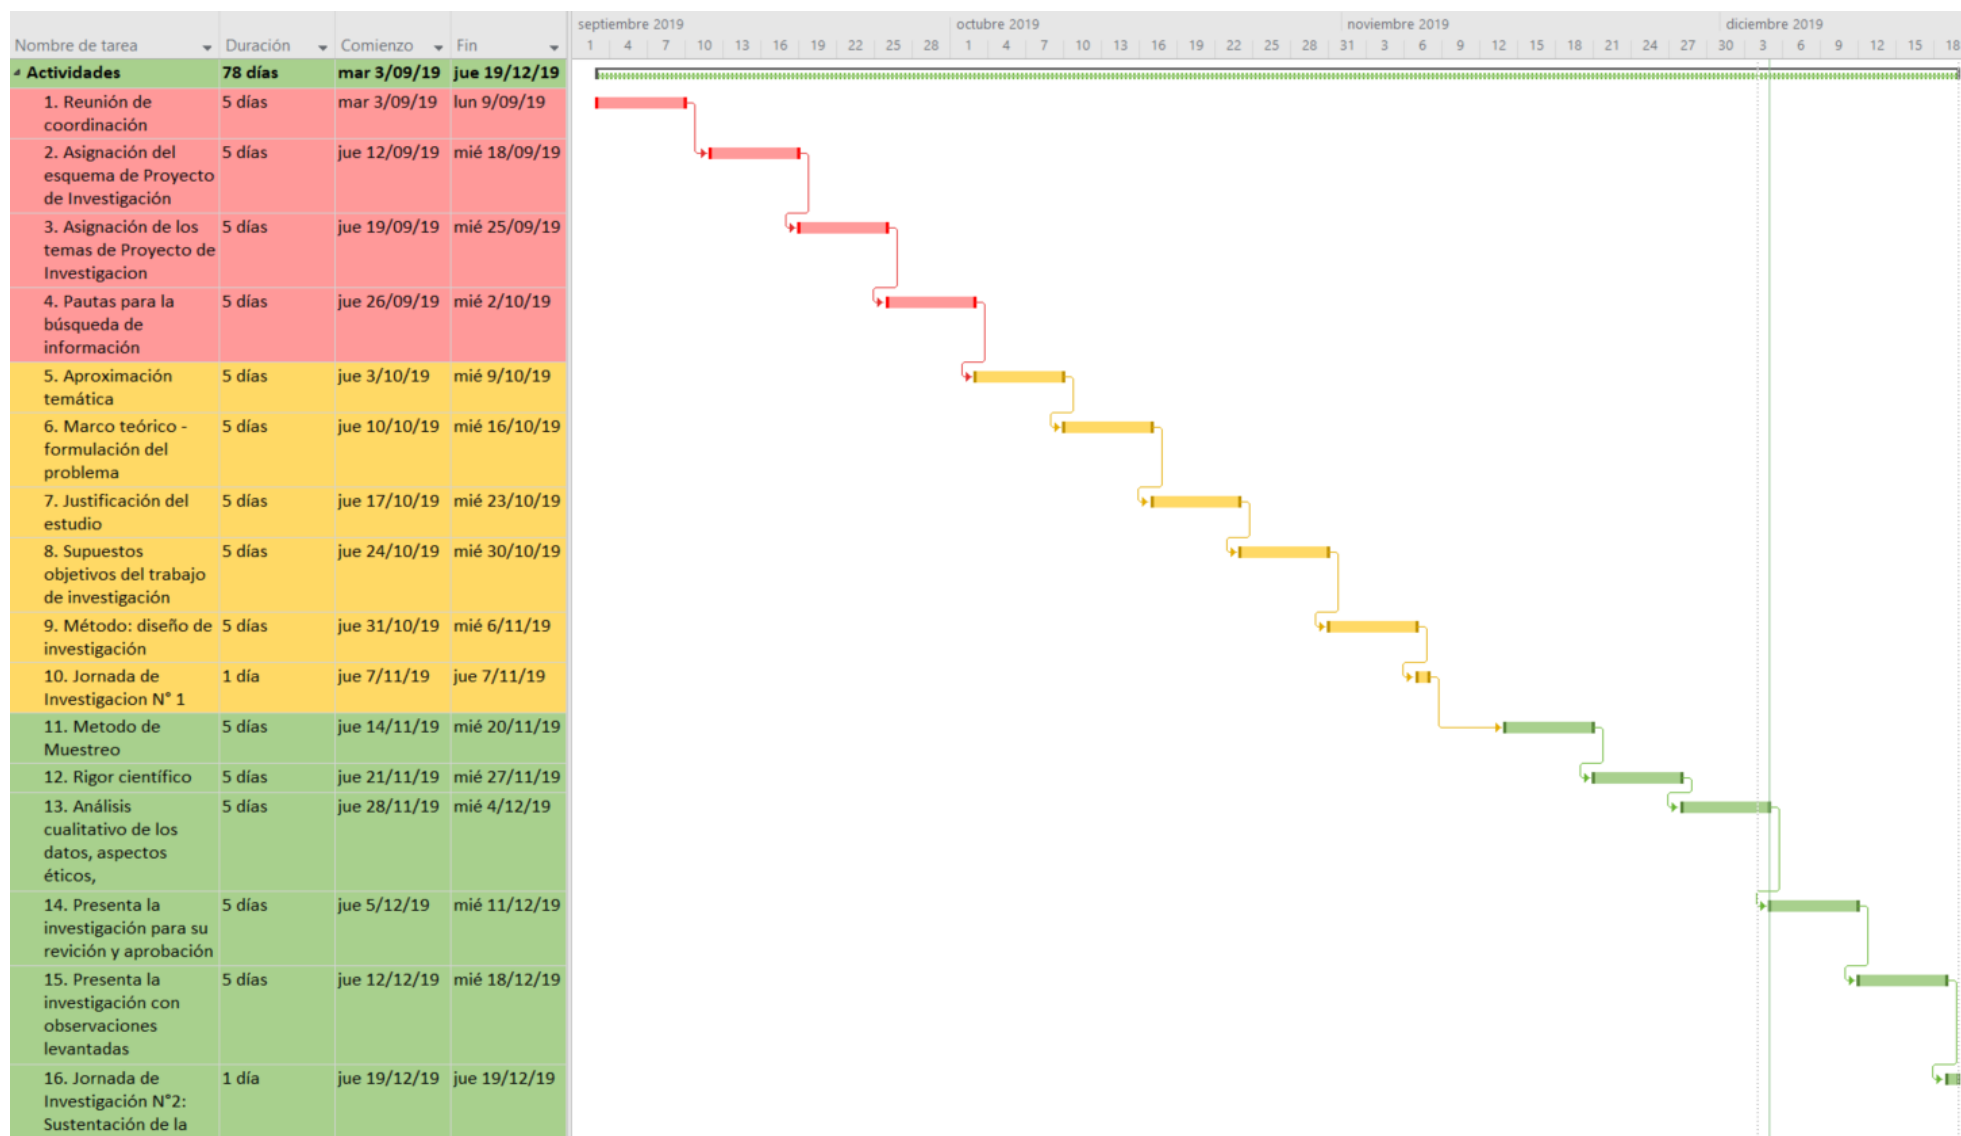 septiembre 2019 octubre 2019 noviembre 2019 diciembre 2019
Nombre de tarea Duración Comienzo Fin 1 4 7 10 13 16 19 22 25 28 1 4 7 10 13 16 19 22 25 28 31 3 6 9 12 15 18 21 24 27 30 3 6 9 12 15 18
Actividades 78 días mar 3/09/19 jue 19/12/19
1. Reunión de 5 días mar 3/09/19 lun 9/09/19
coordinación
2. Asignación del 5 días jue 12/09/19 mié 18/09/19
esquema de Proyecto
de Investigación
3. Asignación de los 5 días jue 19/09/19 mié 25/09/19
temas de Proyecto de
Investigacion
4. Pautas para la 5 días jue 26/09/19 mié 2/10/19
búsqueda de
información
5. Aproximación 5 días jue 3/10/19 mié 9/10/19
temática
6. Marco teórico - 5 días jue 10/10/19 mié 16/10/19
formulación del
problema
7. Justificación del 5 días jue 17/10/19 mié 23/10/19
estudio
8. Supuestos 5 días jue 24/10/19 mié 30/10/19
objetivos del trabajo
de investigación
9. Método: diseño de 5 días jue 31/10/19 mié 6/11/19
investigación
10. Jornada de 1 día jue 7/11/19 jue 7/11/19
Investigacion N° 1
11. Metodo de 5 días jue 14/11/19 mié 20/11/19
Muestreo
12. Rigor científico 5 días jue 21/11/19 mié 27/11/19
13. Análisis 5 días jue 28/11/19 mié 4/12/19
cualitativo de los
datos, aspectos
éticos,
14. Presenta la 5 días jue 5/12/19 mié 11/12/19
investigación para su
revición y aprobación
15. Presenta la 5 días jue 12/12/19 mié 18/12/19
investigación con
observaciones
levantadas
16. Jornada de 1 día jue 19/12/19 jue 19/12/19
Investigación N°2:
Sustentación de la